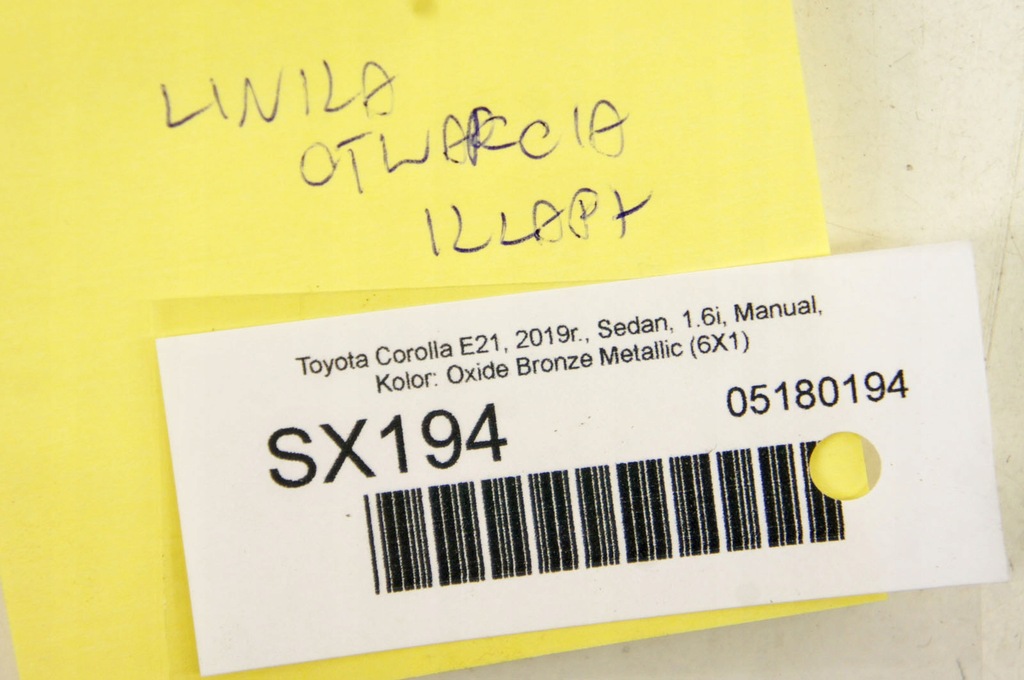 LINKA
OTWARCIA
KLAPY
Toyota Corolla E21, 2019r., Sedan, 1.6i, Manual,
Kolor: Oxide Bronze Metallic (6X1)
05180194
SX194